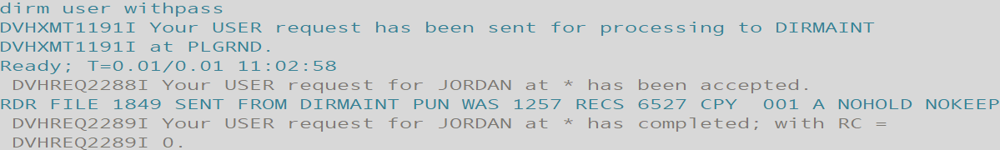 dirm user withpass
DVHXMT1191I Your USER request has been sent for processing to DIRMAINT
DVHXMT1191I at PLGRND.
Ready; T=0.01/0.01 11:02:58
 DVHREQ2288I Your USER request for JORDAN at * has been accepted.
RDR FILE 1849 SENT FROM DIRMAINT PUN WAS 1257 RECS 6527 CPY  001 A NOHOLD NOKEEP
 DVHREQ2289I Your USER request for JORDAN at * has completed; with RC =
 DVHREQ2289I 0.